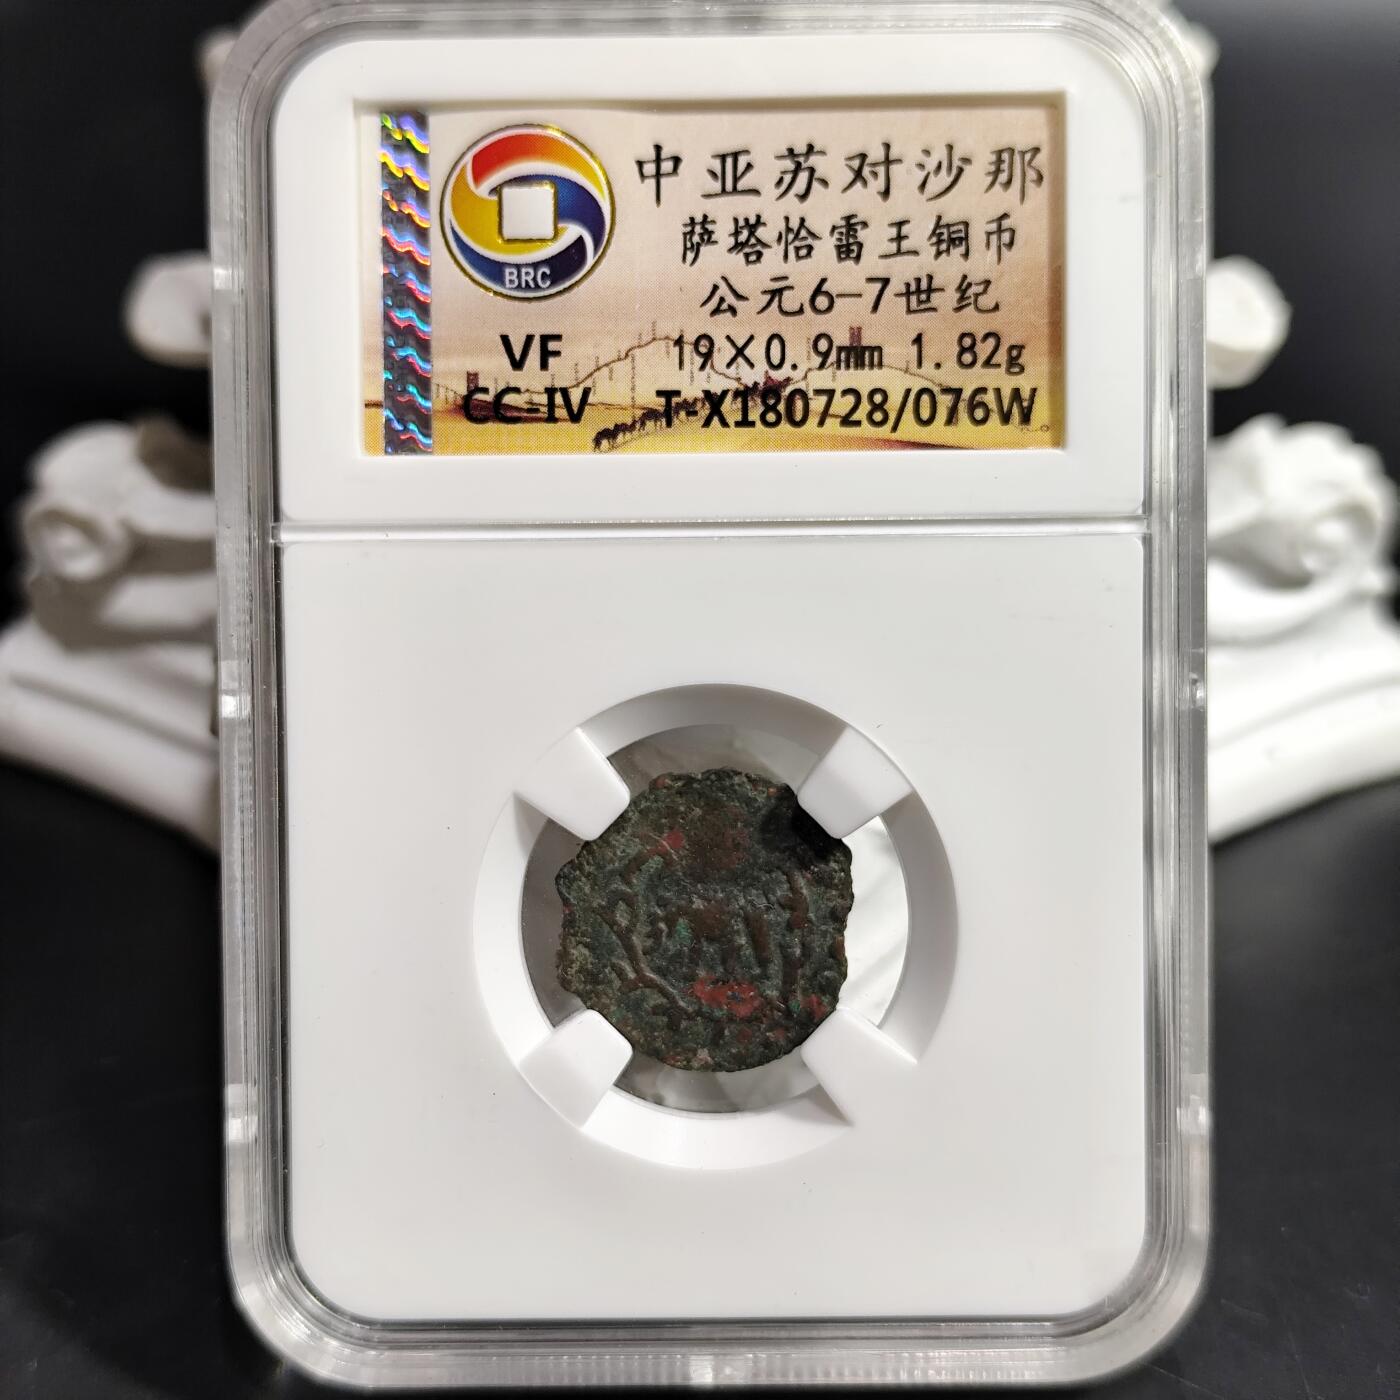 中亚苏对沙那
萨塔恰雷王铜币
公元6-7世纪
BRC
VF 19×0.9mm 1.82g
CC-IV T-X180728/076W